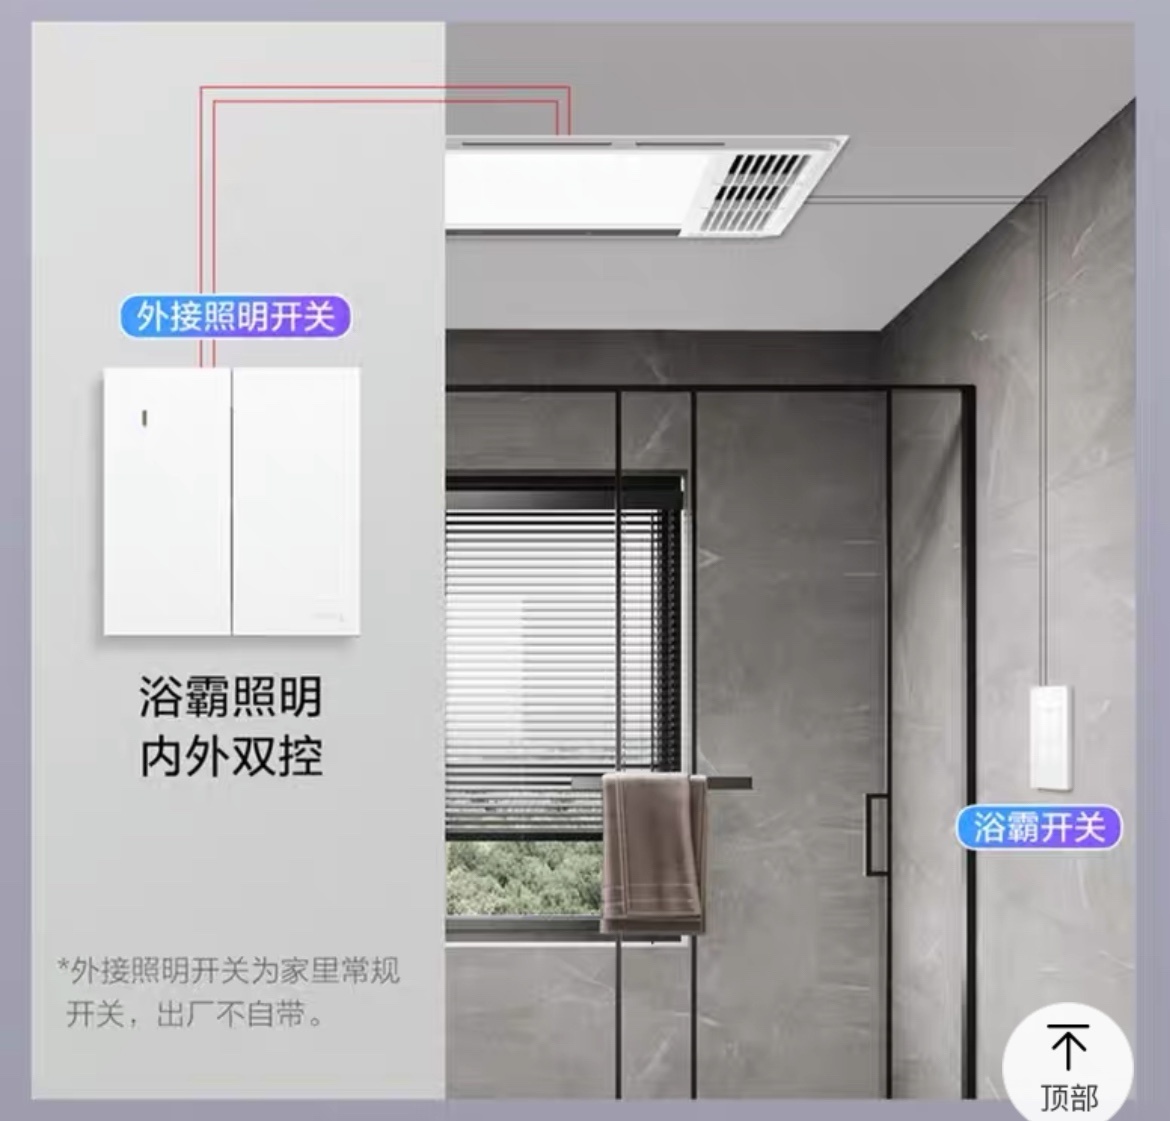 外接照明开关
浴霸照明
内外双控
浴霸开关
*外接照明开关为家里常规
开关，出厂不自带。
顶部